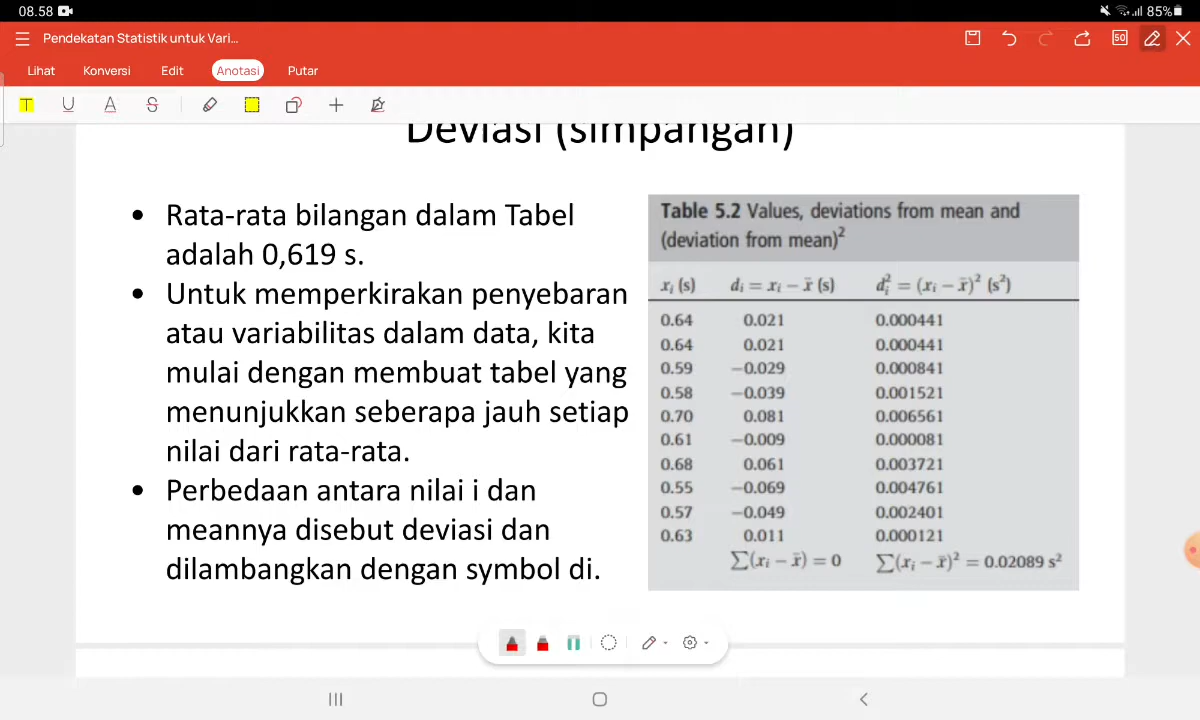 08.58
85%
Pendekatan Statistik untuk Vari...
50
Lihat Konversi Edit Anotasi Putar
T U A S
Deviasi (simpangan)
• Rata-rata bilangan dalam Tabel
adalah 0,619 s.
• Untuk memperkirakan penyebaran
atau variabilitas dalam data, kita
mulai dengan membuat tabel yang
menunjukkan seberapa jauh setiap
nilai dari rata-rata.
• Perbedaan antara nilai i dan
meannya disebut deviasi dan
dilambangkan dengan symbol di.
Table 5.2 Values, deviations from mean and
(deviation from mean)²
xᵢ (s) dᵢ = xᵢ − x̄ (s) dᵢ² = (xᵢ − x̄)² (s²)
0.64 0.021 0.000441
0.64 0.021 0.000441
0.59 −0.029 0.000841
0.58 −0.039 0.001521
0.70 0.081 0.006561
0.61 −0.009 0.000081
0.68 0.061 0.003721
0.55 −0.069 0.004761
0.57 −0.049 0.002401
0.63 0.011 0.000121
∑(xᵢ − x̄) = 0 ∑(xᵢ − x̄)² = 0.02089 s²